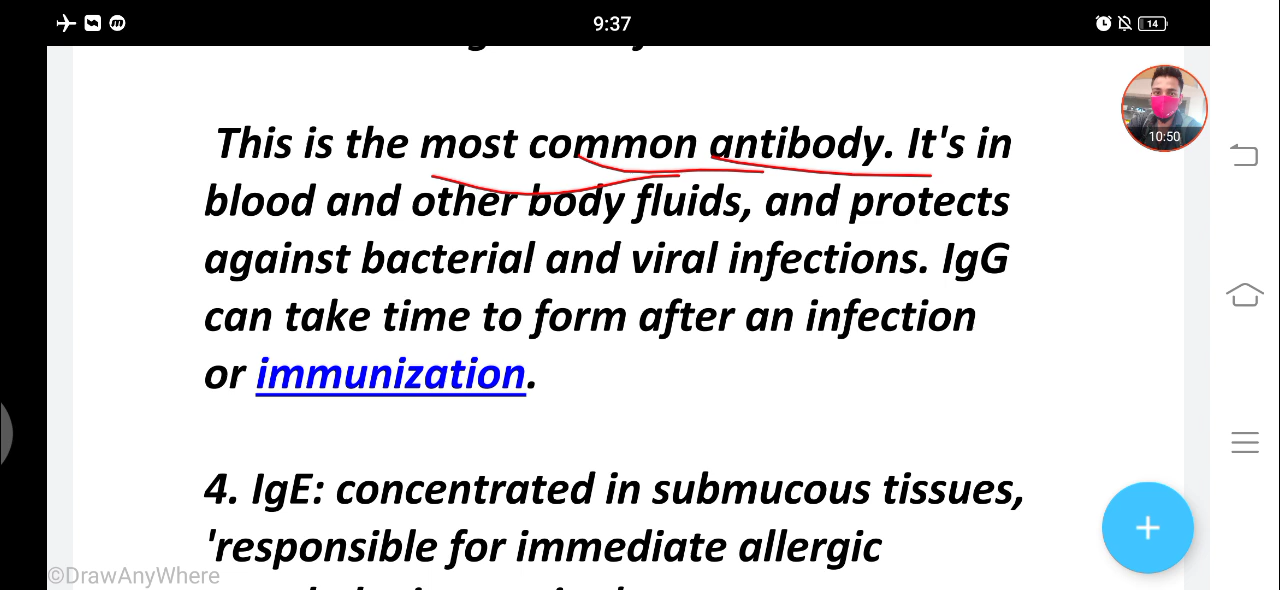 9:37
14
10:50
This is the most common antibody. It's in
blood and other body fluids, and protects
against bacterial and viral infections. IgG
can take time to form after an infection
or immunization.
4. IgE: concentrated in submucous tissues,
'responsible for immediate allergic
©DrawAnyWhere